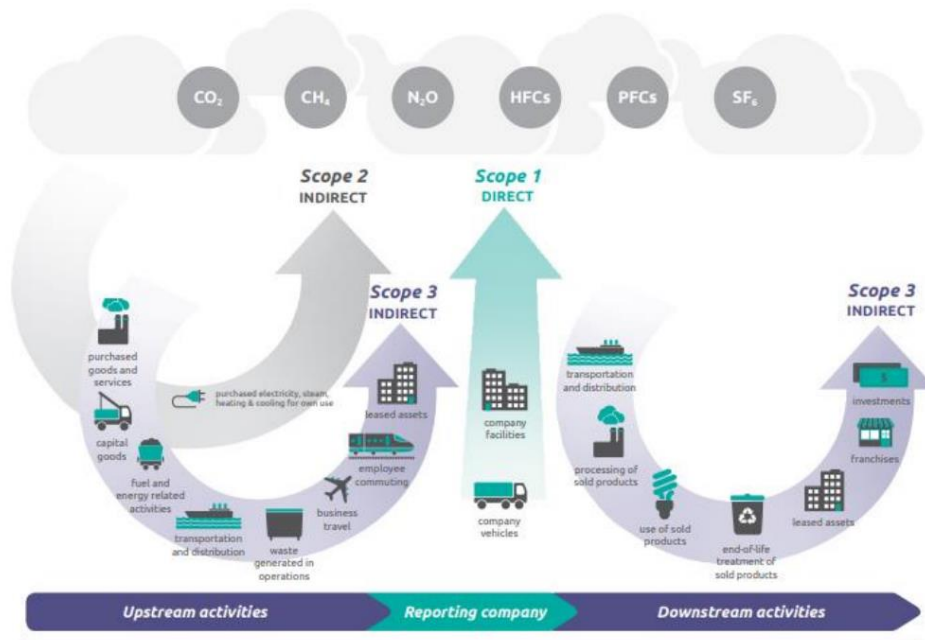 CO₂
CH₄
N₂O
HFCs
PFCs
SF₆
Scope 2
INDIRECT
Scope 1
DIRECT
Scope 3
INDIRECT
Scope 3
INDIRECT
purchased
goods and
services
capital
goods
fuel and
energy related
activities
transportation
and distribution
waste
generated in
operations
business
travel
employee
commuting
leased assets
purchased electricity, steam,
heating & cooling for own use
company
facilities
company
vehicles
transportation
and distribution
processing of
sold products
use of sold
products
end-of-life
treatment of
sold products
leased assets
franchises
investments
$
Upstream activities
Reporting company
Downstream activities